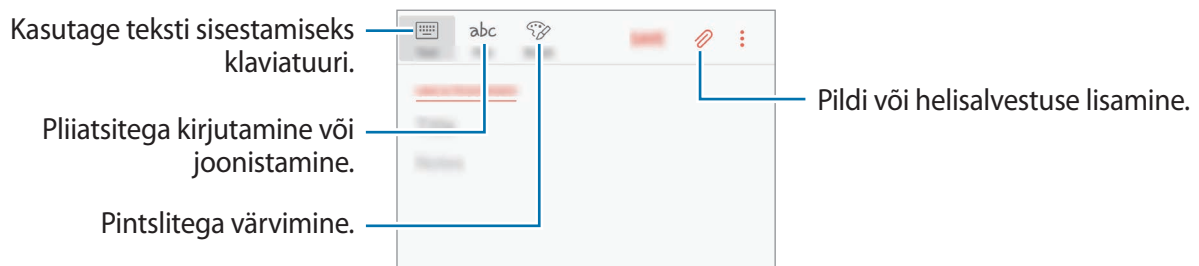 Kasutage teksti sisestamiseks
klaviatuuri.
abc
Pliiatsitega kirjutamine või
joonistamine.
Pintslitega värvimine.
Pildi või helisalvestuse lisamine.